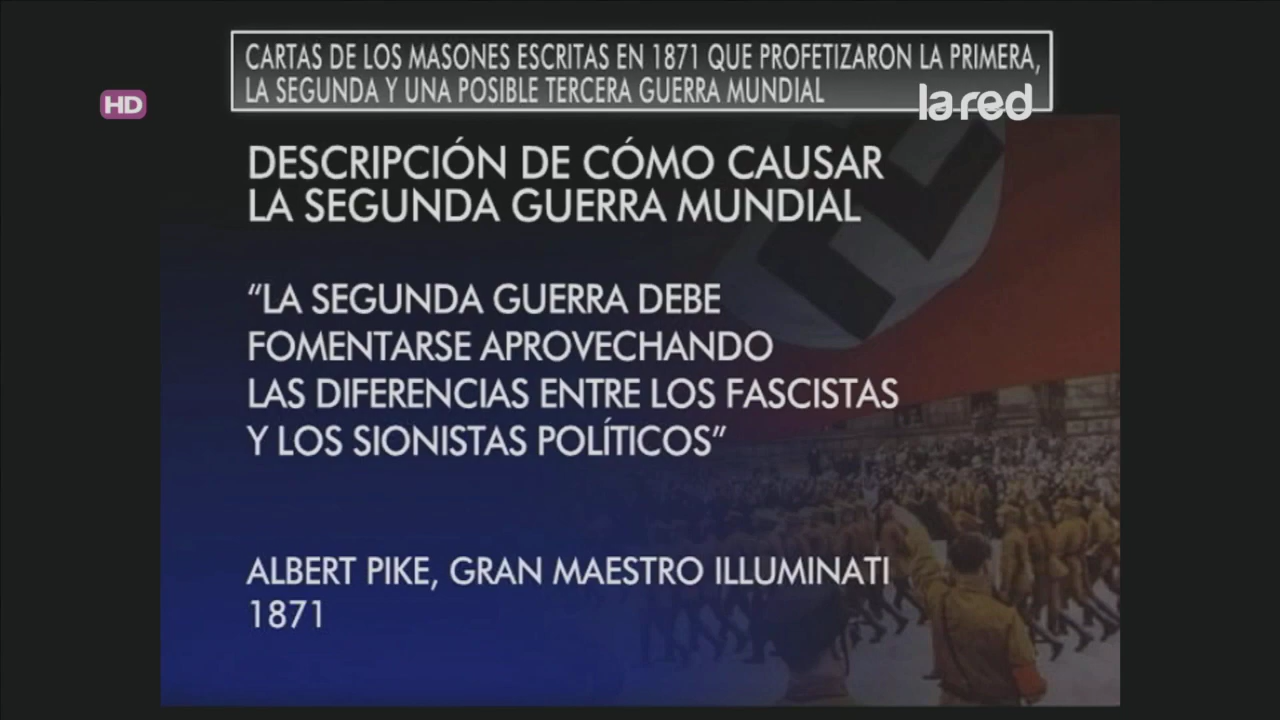 CARTAS DE LOS MASONES ESCRITAS EN 1871 QUE PROFETIZARON LA PRIMERA,
LA SEGUNDA Y UNA POSIBLE TERCERA GUERRA MUNDIAL
HD
la red
DESCRIPCIÓN DE CÓMO CAUSAR
LA SEGUNDA GUERRA MUNDIAL
“LA SEGUNDA GUERRA DEBE
FOMENTARSE APROVECHANDO
LAS DIFERENCIAS ENTRE LOS FASCISTAS
Y LOS SIONISTAS POLÍTICOS”
ALBERT PIKE, GRAN MAESTRO ILLUMINATI
1871